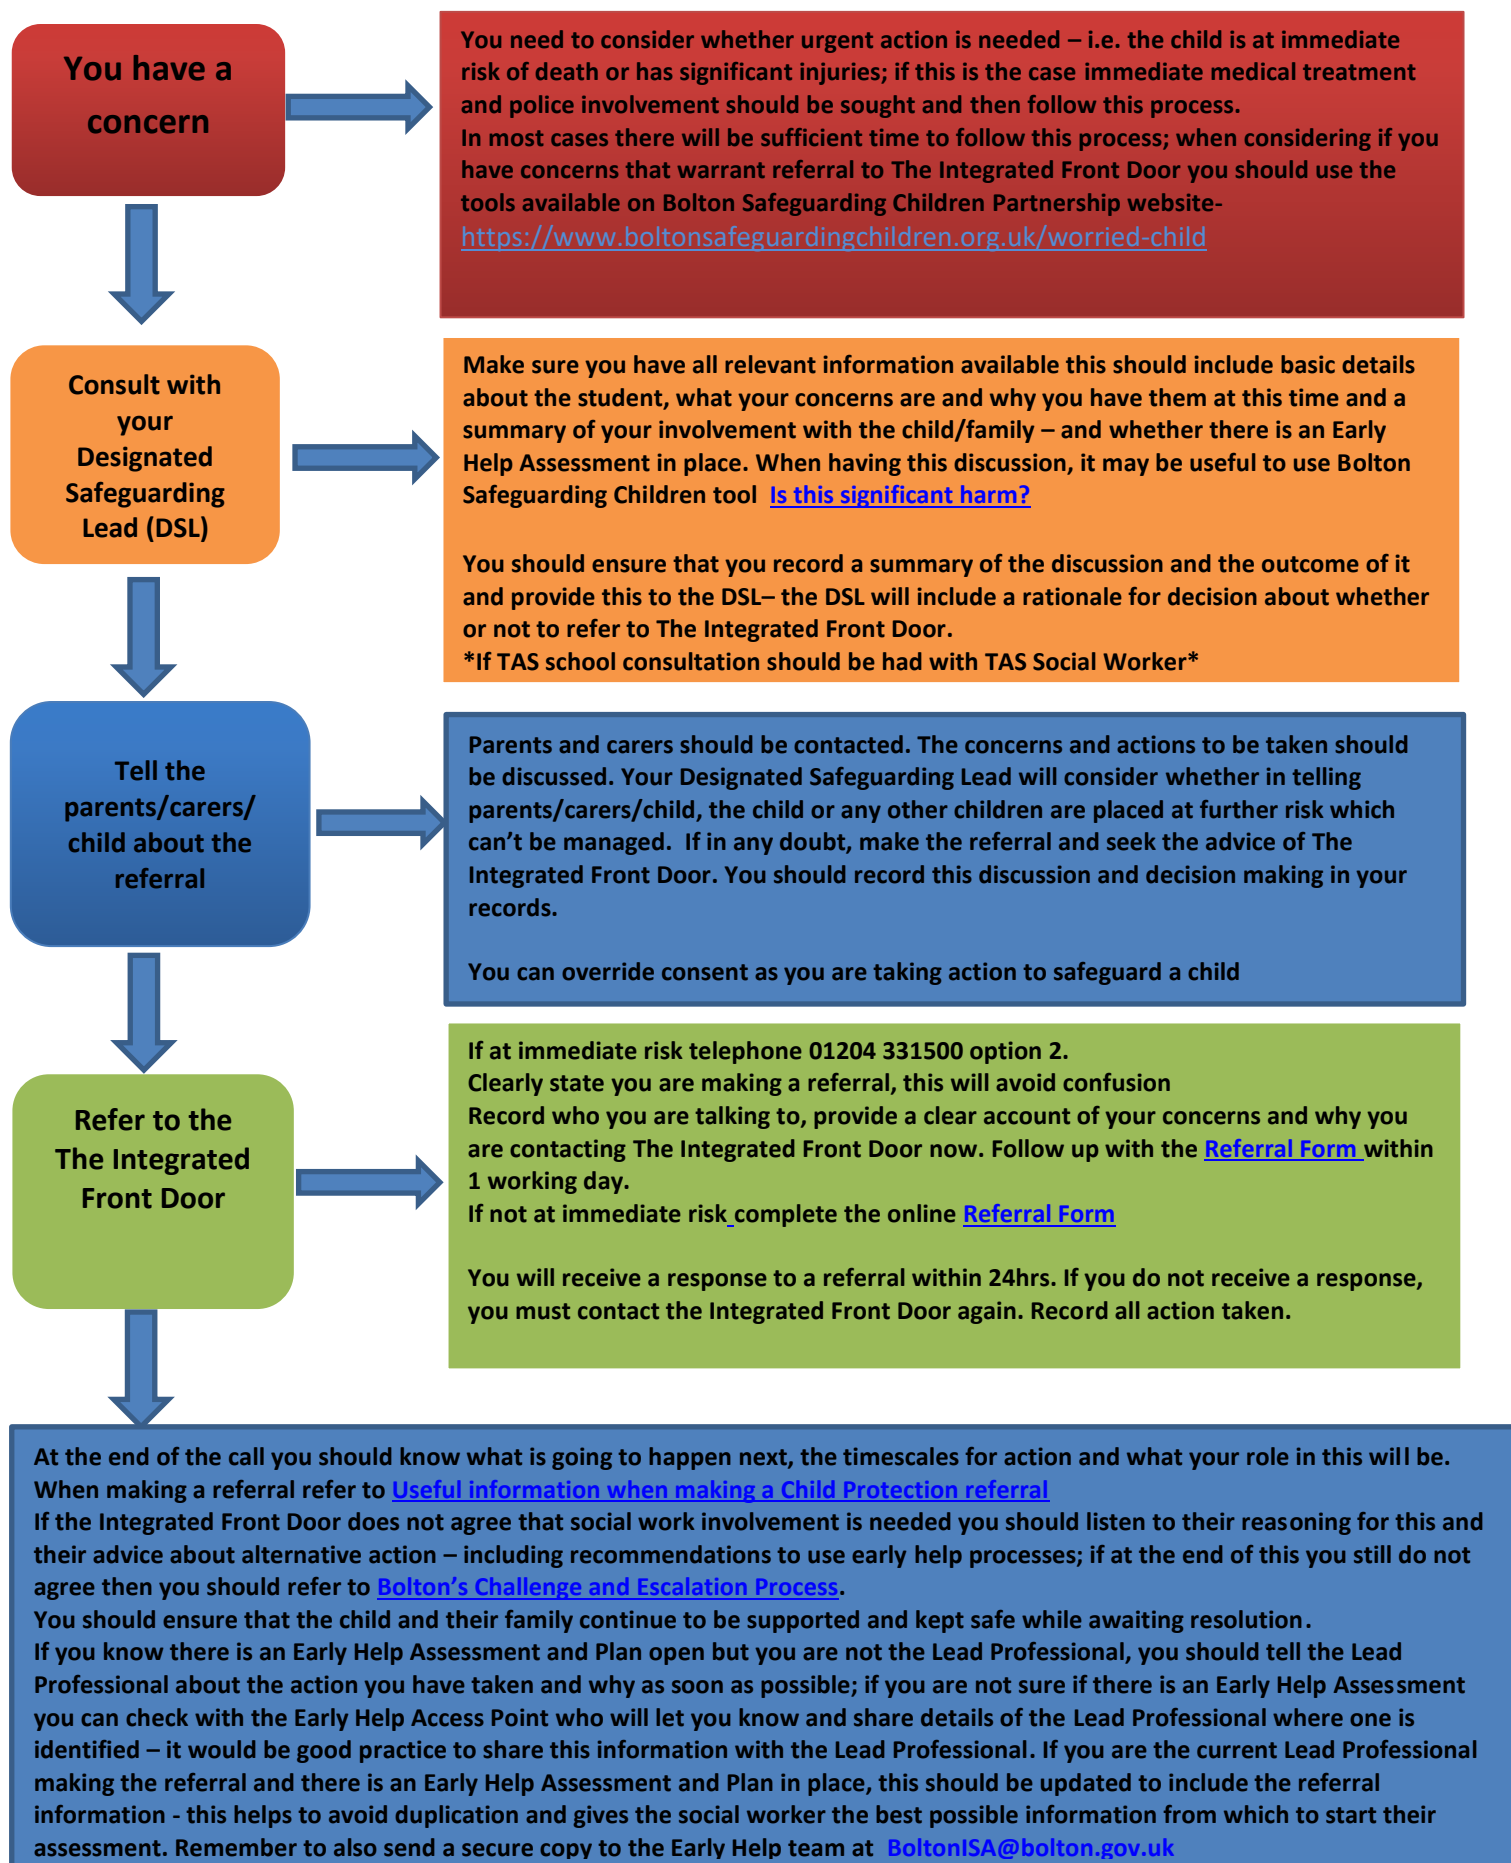 You have a
concern
You need to consider whether urgent action is needed – i.e. the child is at immediate
risk of death or has significant injuries; if this is the case immediate medical treatment
and police involvement should be sought and then follow this process.
In most cases there will be sufficient time to follow this process; when considering if you
have concerns that warrant referral to The Integrated Front Door you should use the
tools available on Bolton Safeguarding Children Partnership website-
https://www.boltonsafeguardingchildren.org.uk/worried-child
Consult with
your
Designated
Safeguarding
Lead (DSL)
Make sure you have all relevant information available this should include basic details
about the student, what your concerns are and why you have them at this time and a
summary of your involvement with the child/family – and whether there is an Early
Help Assessment in place. When having this discussion, it may be useful to use Bolton
Safeguarding Children tool Is this significant harm?
You should ensure that you record a summary of the discussion and the outcome of it
and provide this to the DSL– the DSL will include a rationale for decision about whether
or not to refer to The Integrated Front Door.
*If TAS school consultation should be had with TAS Social Worker*
Tell the
parents/carers/
child about the
referral
Parents and carers should be contacted. The concerns and actions to be taken should
be discussed. Your Designated Safeguarding Lead will consider whether in telling
parents/carers/child, the child or any other children are placed at further risk which
can’t be managed. If in any doubt, make the referral and seek the advice of The
Integrated Front Door. You should record this discussion and decision making in your
records.
You can override consent as you are taking action to safeguard a child
Refer to the
The Integrated
Front Door
If at immediate risk telephone 01204 331500 option 2.
Clearly state you are making a referral, this will avoid confusion
Record who you are talking to, provide a clear account of your concerns and why you
are contacting The Integrated Front Door now. Follow up with the Referral Form within
1 working day.
If not at immediate risk complete the online Referral Form
You will receive a response to a referral within 24hrs. If you do not receive a response,
you must contact the Integrated Front Door again. Record all action taken.
At the end of the call you should know what is going to happen next, the timescales for action and what your role in this will be.
When making a referral refer to Useful information when making a Child Protection referral
If the Integrated Front Door does not agree that social work involvement is needed you should listen to their reasoning for this and
their advice about alternative action – including recommendations to use early help processes; if at the end of this you still do not
agree then you should refer to Bolton’s Challenge and Escalation Process.
You should ensure that the child and their family continue to be supported and kept safe while awaiting resolution.
If you know there is an Early Help Assessment and Plan open but you are not the Lead Professional, you should tell the Lead
Professional about the action you have taken and why as soon as possible; if you are not sure if there is an Early Help Assessment
you can check with the Early Help Access Point who will let you know and share details of the Lead Professional where one is
identified – it would be good practice to share this information with the Lead Professional. If you are the current Lead Professional
making the referral and there is an Early Help Assessment and Plan in place, this should be updated to include the referral
information - this helps to avoid duplication and gives the social worker the best possible information from which to start their
assessment. Remember to also send a secure copy to the Early Help team at BoltonISA@bolton.gov.uk